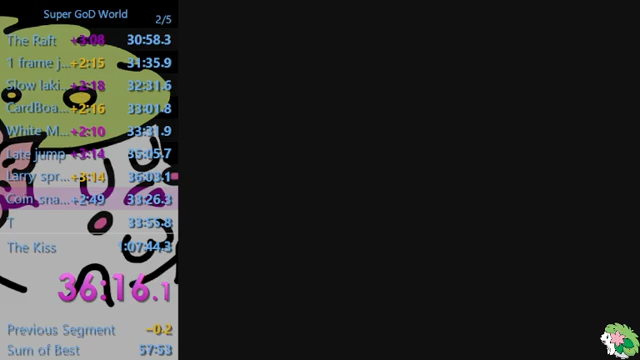 Super GoD World
2/5
The Raft +3:08 30:58.3
1 frame j... +2:15 31:35.9
Slow laki... +2:18 32:31.6
CardBoa... +2:16 33:01.8
White M... +2:10 33:31.9
Late jump +3:14 35:05.7
Larry spr... +3:14 36:03.1
Com sna... +2:49 33:26.3
T 33:55.8
The Kiss 1:07:44.3
36:16.1
Previous Segment −0.2
Sum of Best 57:53